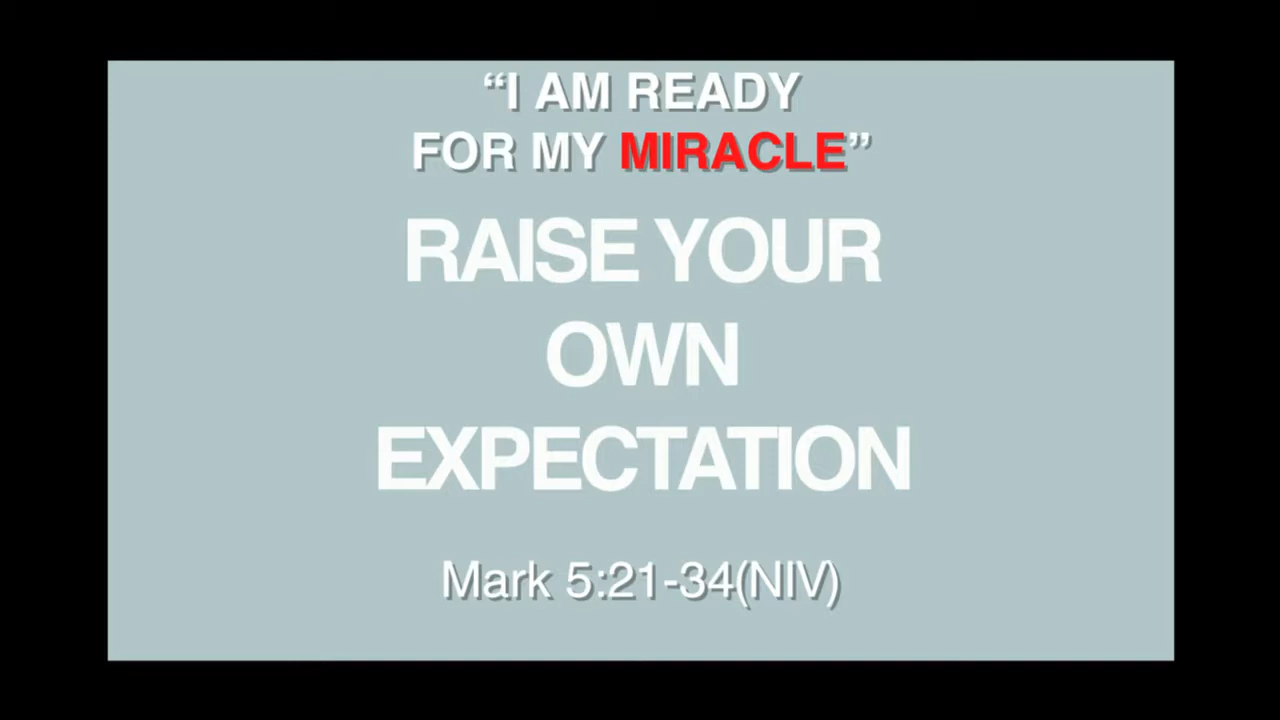 “I AM READY
FOR MY MIRACLE”
RAISE YOUR
OWN
EXPECTATION
Mark 5:21-34(NIV)